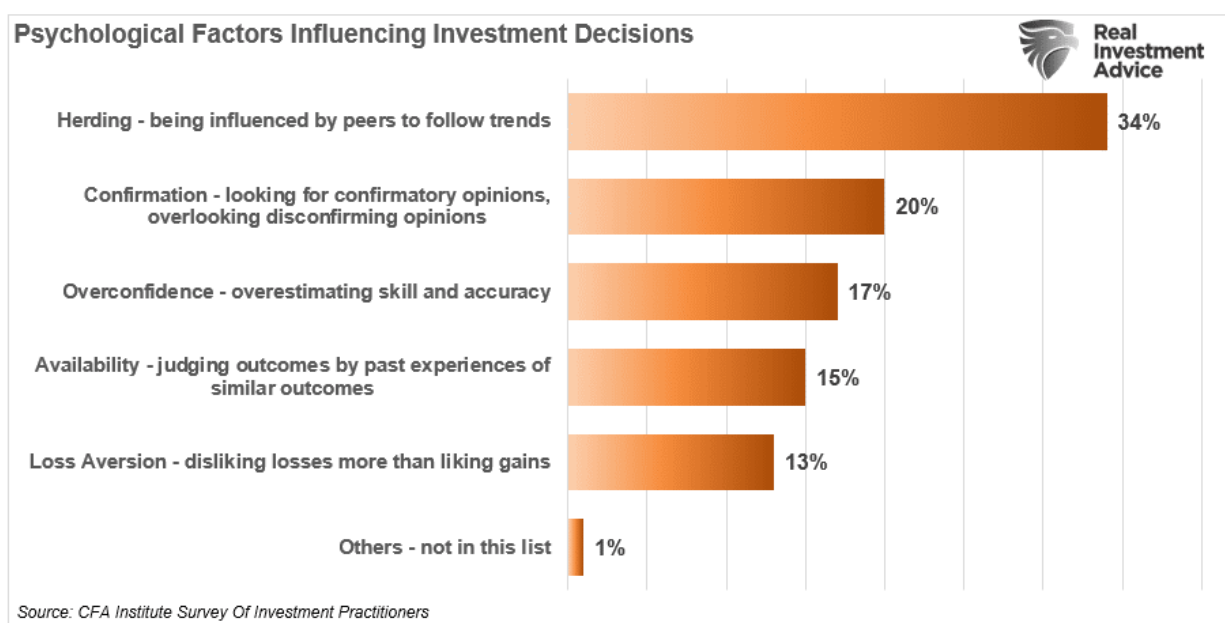 Psychological Factors Influencing Investment Decisions
Real
Investment
Advice
Herding - being influenced by peers to follow trends
34%
Confirmation - looking for confirmatory opinions,
overlooking disconfirming opinions
20%
Overconfidence - overestimating skill and accuracy
17%
Availability - judging outcomes by past experiences of
similar outcomes
15%
Loss Aversion - disliking losses more than liking gains
13%
Others - not in this list
1%
Source: CFA Institute Survey Of Investment Practitioners